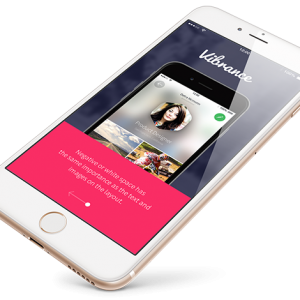 Vibrance
Negative or white space has
the same importance as the text and
images on the layout.